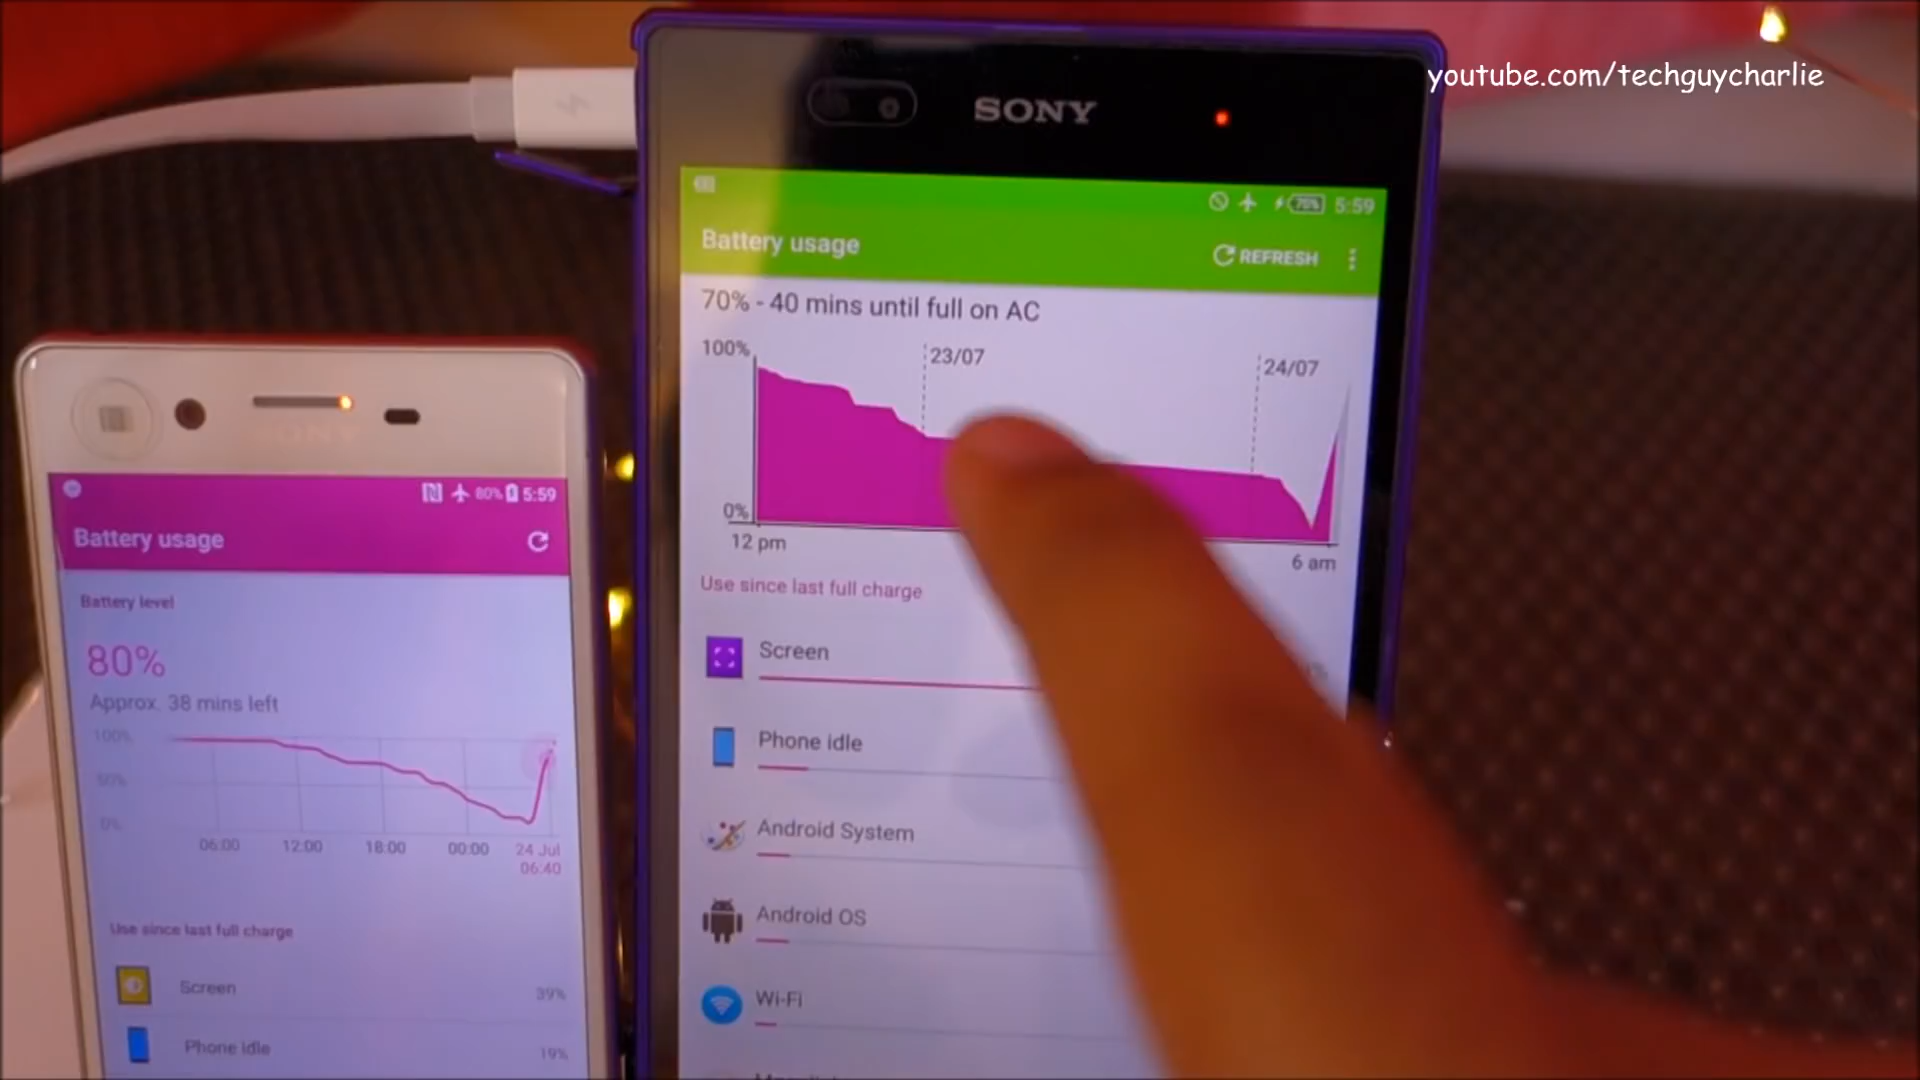 youtube.com/techguycharlie
SONY
70% 5:59
Battery usage
REFRESH
70% - 40 mins until full on AC
100%
23/07
24/07
0%
12 pm
6 am
Use since last full charge
Screen
Phone idle
Android System
Android OS
Wi-Fi
SONY
80% 5:59
Battery usage
Battery level
80%
Approx. 38 mins left
100%
50%
0%
06:00 12:00 18:00 00:00 24 Jul
06:40
Use since last full charge
Screen 39%
Phone idle 19%